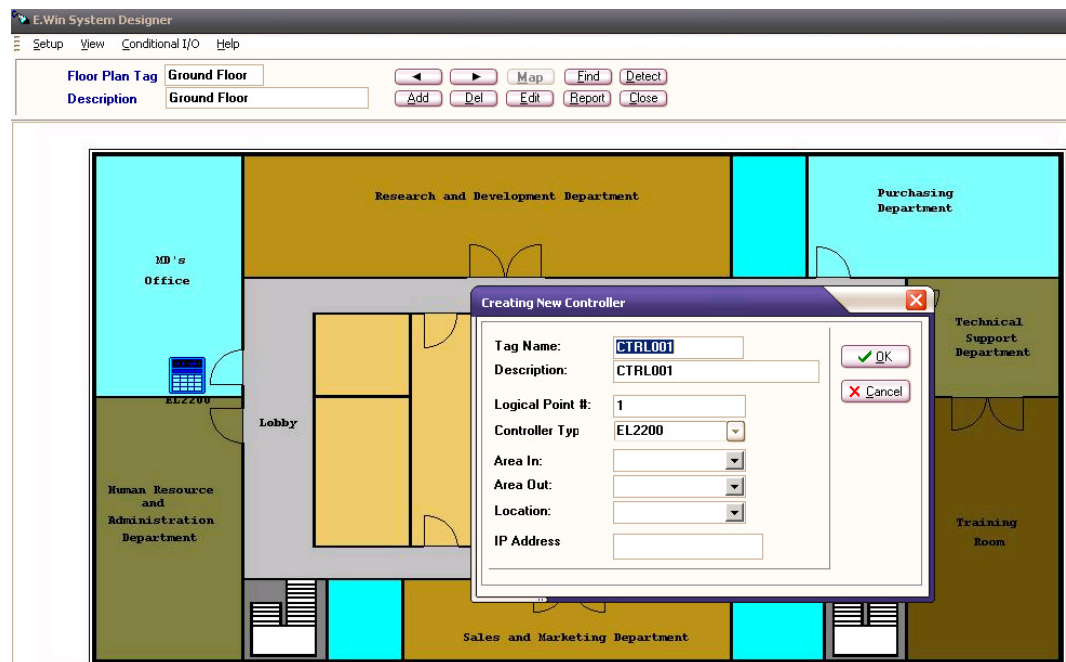 E.Win System Designer
Setup View Conditional I/O Help
Floor Plan Tag Ground Floor
Map Find Detect
Description Ground Floor
Add Del Edit Report Close
Research and Development Department
Purchasing
Department
MD's
Office
Creating New Controller
Tag Name: CTRL001
OK
Description: CTRL001
Cancel
Logical Point #: 1
Controller Typ EL2200
Area In:
Area Out:
Location:
IP Address
Technical
Support
Department
EL2200
Lobby
Human Resource
and
Administration
Department
Training
Room
Sales and Marketing Department